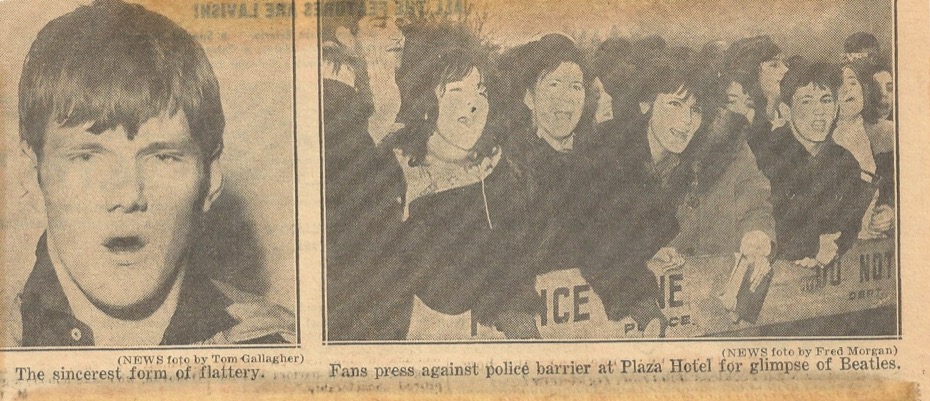 ALL THE FEATURES ARE LAVISH!
ICE
NE
DO NOT
POLICE
DEPT.
(NEWS foto by Tom Gallagher)
The sincerest form of flattery.
(NEWS foto by Fred Morgan)
Fans press against police barrier at Plaza Hotel for glimpse of Beatles.